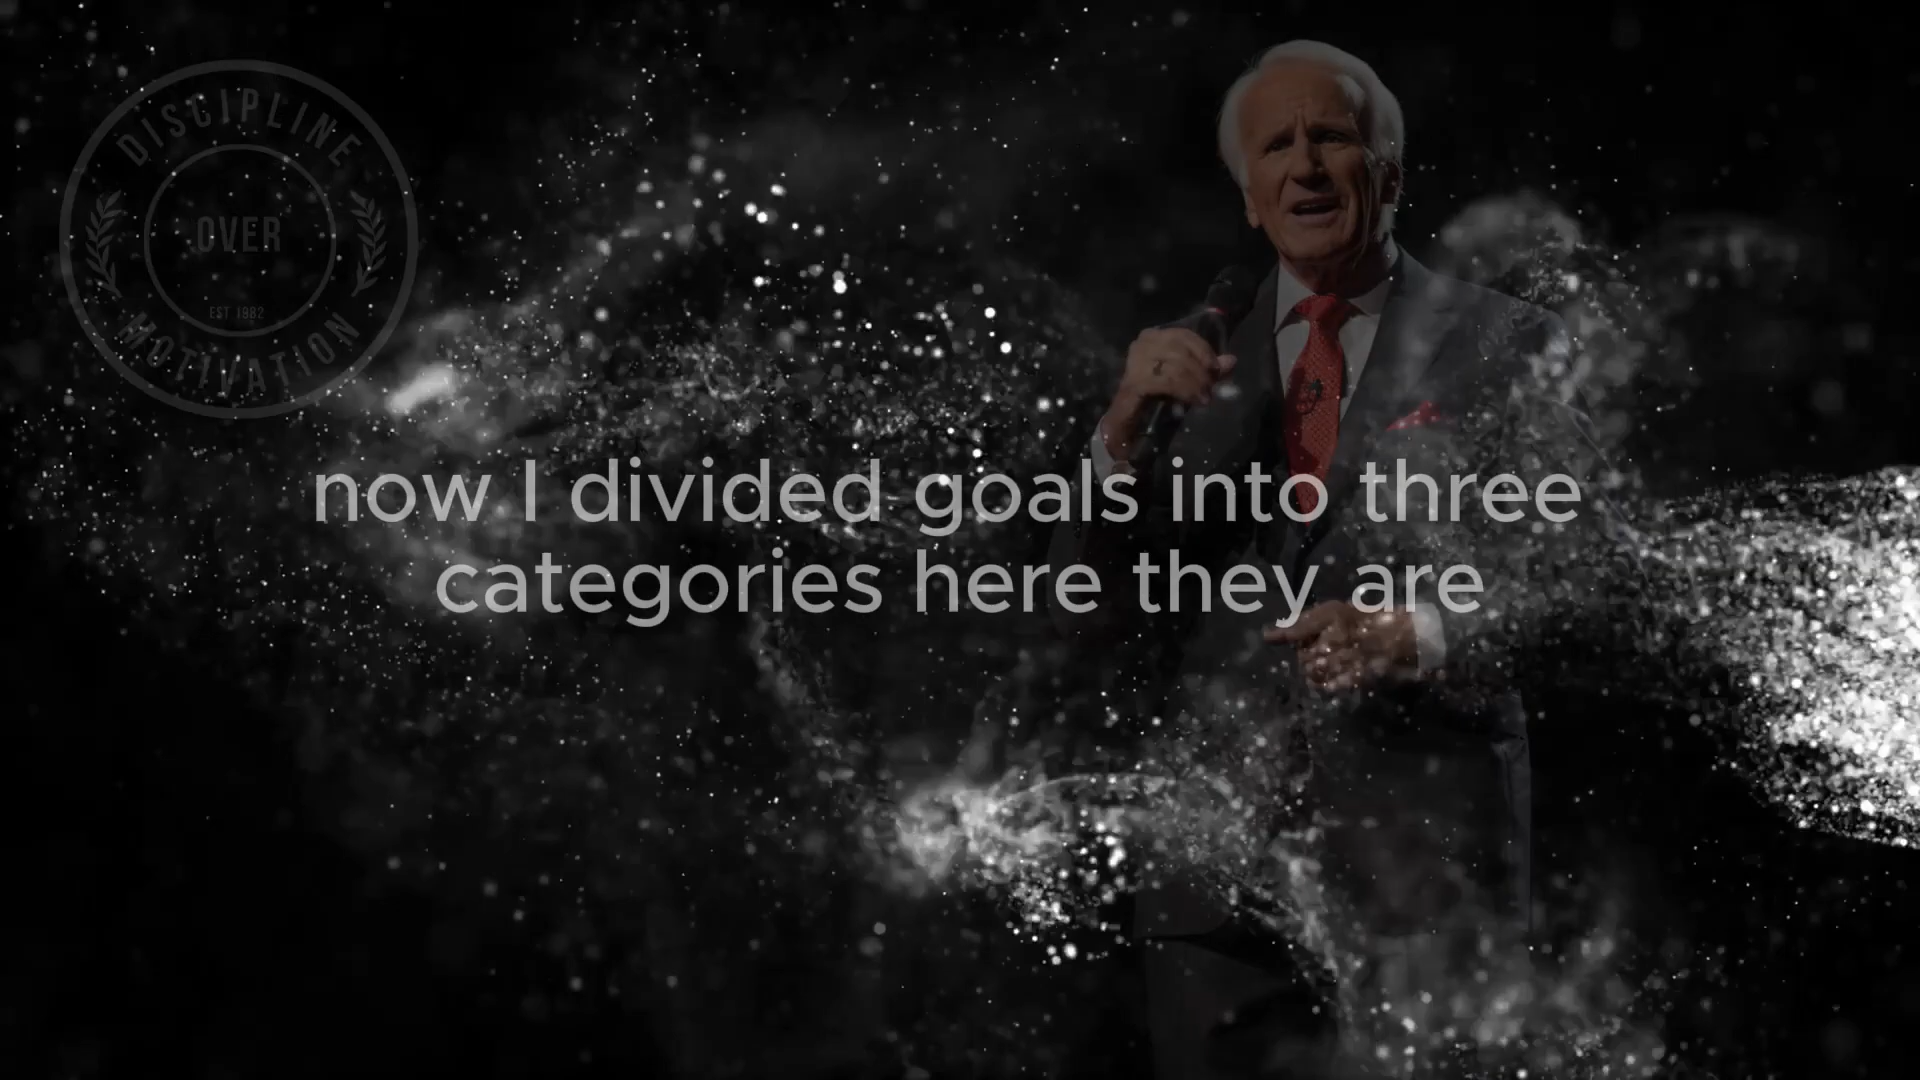 DISCIPLINE
OVER
EST 1982
MOTIVATION
now I divided goals into three
categories here they are